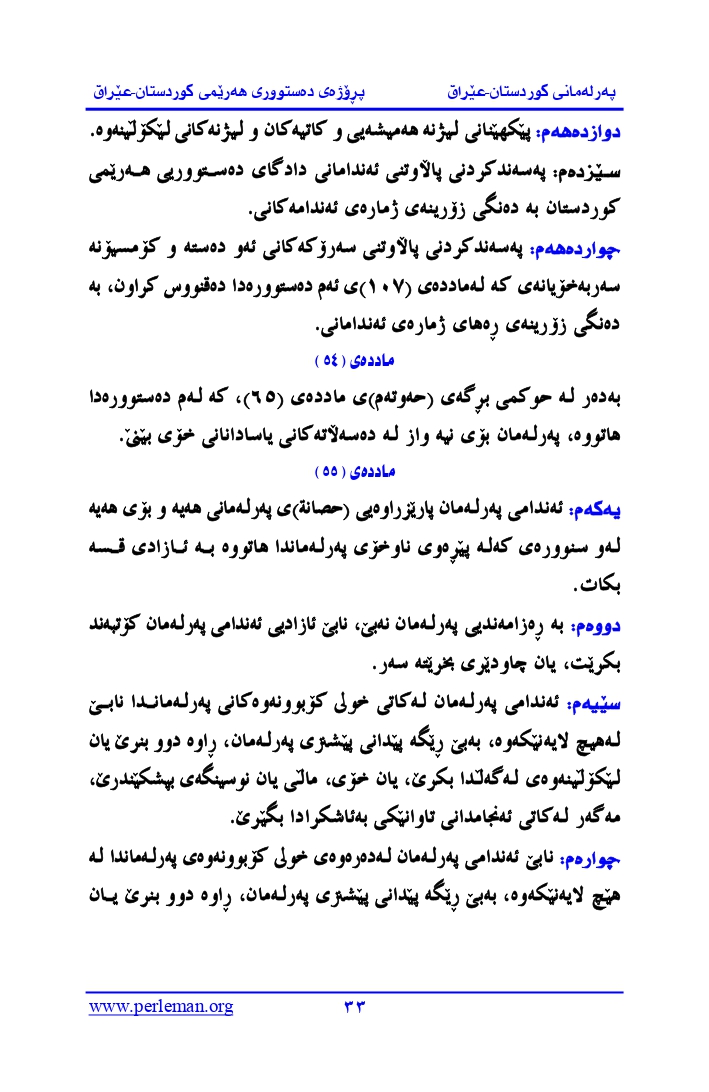 پەرلەمانی کوردستان-عێراق پڕۆژەی دەستووری هەرێمی کوردستان-عێراق
دوازدەهەم: پێکهێنانی لیژنە هەمیشەیی و کاتیەکان و لیژنەکانی لێکۆڵینەوە.
سێزدەم: پەسەندکردنی پاڵاوتنی ئەندامانی دادگای دەستووریی هەرێمی
کوردستان بە دەنگی زۆرینەی ژمارەی ئەندامەکانی.
چواردەهەم: پەسەندکردنی پاڵاوتنی سەرۆکەکانی ئەو دەستە و کۆمسیۆنە
سەربەخۆیانەی کە لەماددەی (١٠٧)ی ئەم دەستوورەدا دەقنووس کراون، بە
دەنگی زۆرینەی ڕەهای ژمارەی ئەندامانی.
ماددەی (٥٤)
بەدەر لە حوکمی بڕگەی (حەوتەم)ی ماددەی (٦٥)، کە لەم دەستوورەدا
هاتووە، پەرلەمان بۆی نیە واز لە دەسەڵاتەکانی یاسادانانی خۆی بێنێ.
ماددەی (٥٥)
یەکەم: ئەندامی پەرلەمان پارێزراوەیی (حصانة)ی پەرلەمانی هەیە و بۆی هەیە
لەو سنوورەی کەلە پێڕەوی ناوخۆی پەرلەماندا هاتووە بە ئازادی قسە
بکات.
دووەم: بە ڕەزامەندیی پەرلەمان نەبێ، نابێ ئازادیی ئەندامی پەرلەمان کۆتبەند
بکرێت، یان چاودێری بخرێتە سەر.
سێیەم: ئەندامی پەرلەمان لەکاتی خولی کۆبوونەوەکانی پەرلەماندا نابێ
لەهیچ لایەنێکەوە، بەبێ ڕێگە پێدانی پێشتری پەرلەمان، ڕاوە دوو بنرێ یان
لێکۆڵینەوەی لەگەڵدا بکرێ، یان خۆی، ماڵی یان نوسینگەی بپشکێندرێ،
مەگەر لەکاتی ئەنجامدانی تاوانێکی بەئاشکرادا بگیێرێ.
چوارەم: نابێ ئەندامی پەرلەمان لەدەرەوەی خولی کۆبوونەوەی پەرلەماندا لە
هێچ لایەنێکەوە، بەبێ ڕێگە پێدانی پێشتری پەرلەمان، ڕاوە دوو بنرێ یان
www.perleman.org ٣٣